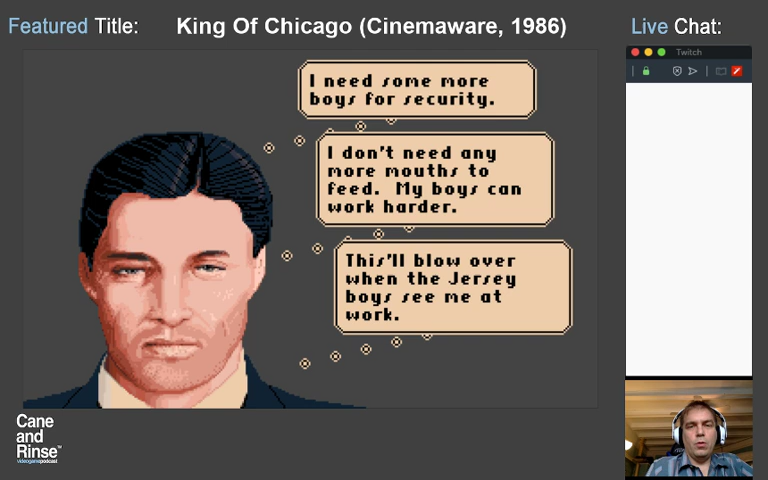 Featured Title: King Of Chicago (Cinemaware, 1986) Live Chat:
Twitch
I need some more
boys for security.
I don't need any
more mouths to
feed. My boys can
work harder.
This'll blow over
when the Jersey
boys see me at
work.
Cane
and
Rinse™
videogamepodcast